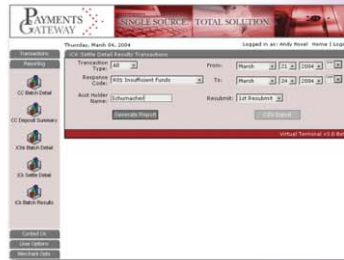 PAYMENTS
GATEWAY
SINGLE SOURCE. TOTAL SOLUTION
Thursday, March 04, 2004
Logged in as: Andy Novel Home | Log
Transactions
Reporting
CC Batch Detail
CC Deposit Summary
ICK Batch Detail
ICK Settle Detail
ICK Batch Results
Contact Us
User Options
Merchant Opts
ICK Settle Detail Results Transactions
Transaction Type: All
From: March 21 2004
Response Code: R01 Insufficient Funds
To: March 24 2004
Acct Holder Name: Schumacher
Resubmit: 1st Resubmit
Generate Report
Virtual Terminal v3.0 Bet